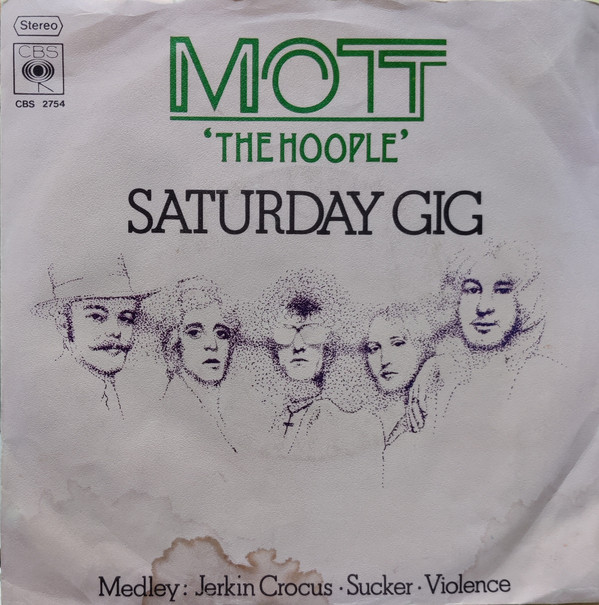 Stereo
CBS
CBS 2754
MOTT
'THE HOOPLE'
SATURDAY GIG
Medley: Jerkin Crocus · Sucker · Violence